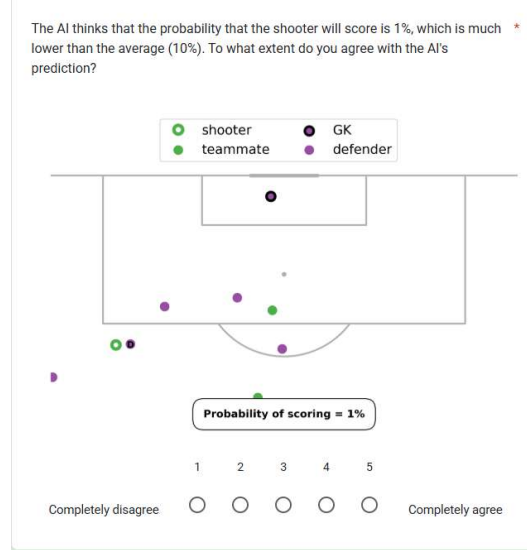 The AI thinks that the probability that the shooter will score is 1%, which is much *
lower than the average (10%). To what extent do you agree with the AI's
prediction?
shooter GK
teammate defender
Probability of scoring = 1%
1 2 3 4 5
Completely disagree Completely agree